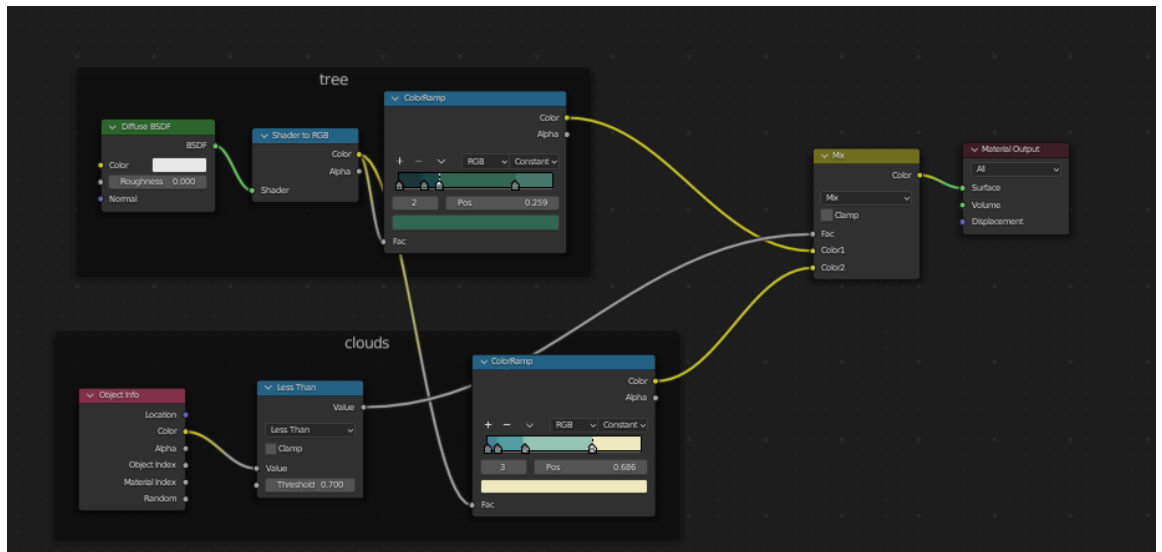 tree
Diffuse BSDF
BSDF
Color
Roughness 0.000
Normal
Shader to RGB
Color
Alpha
Shader
ColorRamp
Color
Alpha
+ − RGB Constant
2 Pos 0.259
Fac
Mix
Color
Mix
Clamp
Fac
Color1
Color2
Material Output
All
Surface
Volume
Displacement
clouds
Object Info
Location
Color
Alpha
Object Index
Material Index
Random
Less Than
Value
Less Than
Clamp
Value
Threshold 0.700
ColorRamp
Color
Alpha
+ − RGB Constant
3 Pos 0.686
Fac